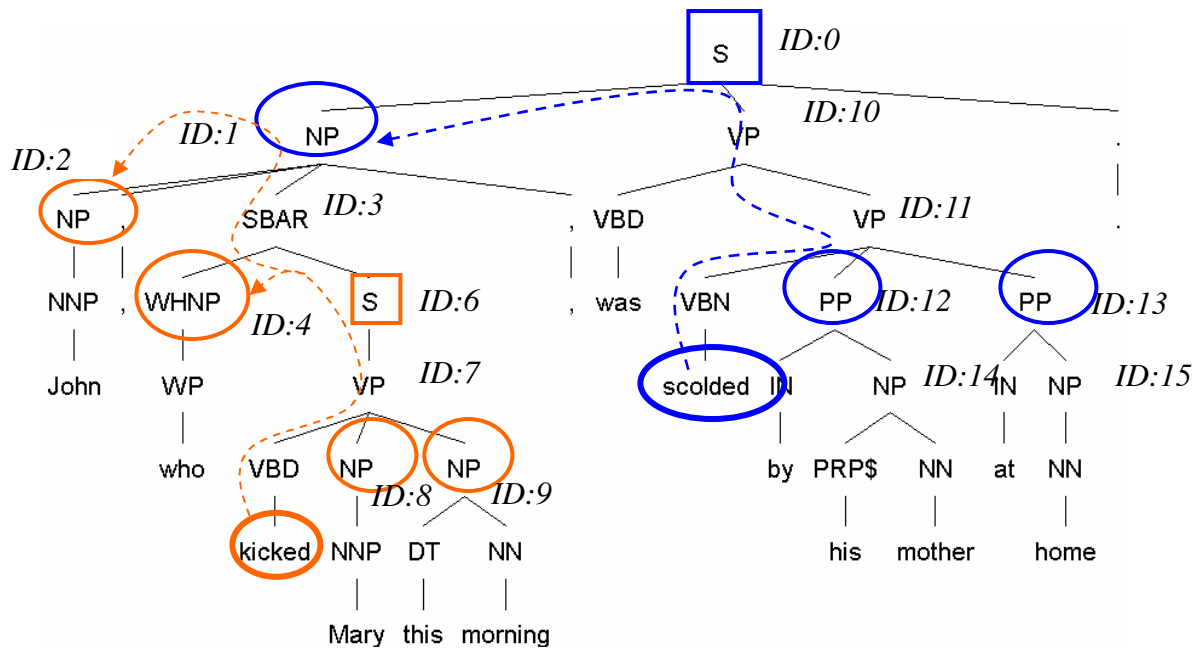 S ID:0
ID:1 NP VP ID:10 .
ID:2
NP , SBAR ID:3 , VBD VP ID:11 .
NNP , WHNP ID:4 S ID:6 , was VBN PP ID:12 PP ID:13
John WP VP ID:7 scolded IN NP ID:14 IN NP ID:15
who VBD NP ID:8 NP ID:9 by PRP$ NN at NN
kicked NNP DT NN his mother home
Mary this morning